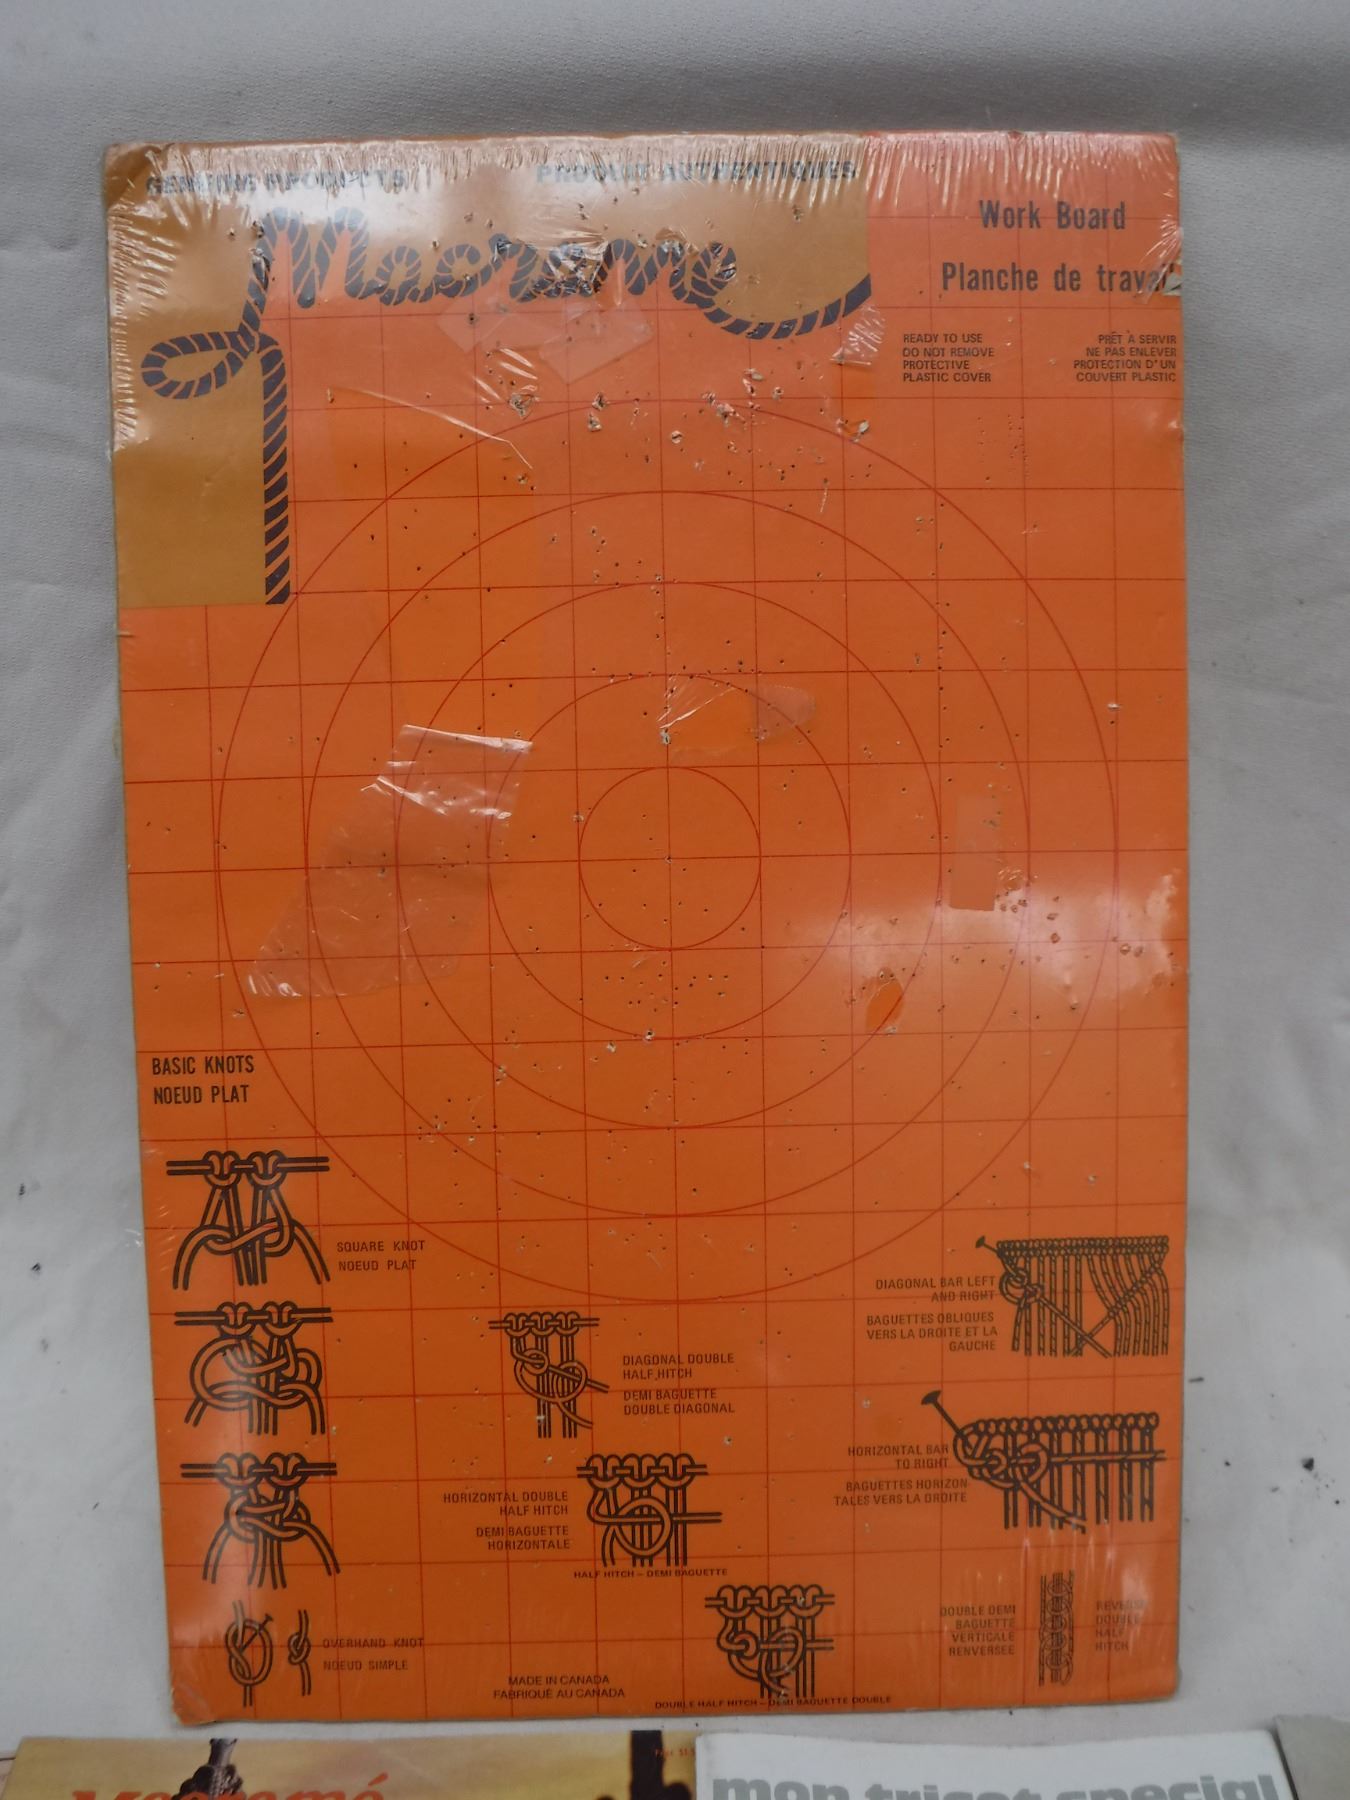 GENUINE PRODUCTS
PRODUIT AUTHENTIQUES
Macrame
Work Board
Planche de travail
READY TO USE
DO NOT REMOVE
PROTECTIVE
PLASTIC COVER
PRÊT À SERVIR
NE PAS ENLEVER
PROTECTION D'UN
COUVERT PLASTIC
BASIC KNOTS
NOEUD PLAT
SQUARE KNOT
NOEUD PLAT
DIAGONAL BAR LEFT
AND RIGHT
BAGUETTES OBLIQUES
VERS LA DROITE ET LA
GAUCHE
DIAGONAL DOUBLE
HALF HITCH
DEMI BAGUETTE
DOUBLE DIAGONAL
HORIZONTAL BAR
TO RIGHT
BAGUETTES HORIZON-
TALES VERS LA DROITE
HORIZONTAL DOUBLE
HALF HITCH
DEMI BAGUETTE
HORIZONTALE
HALF HITCH – DEMI BAGUETTE
OVERHAND KNOT
NOEUD SIMPLE
DOUBLE DEMI
BAGUETTE
VERTICALE
RENVERSEE
REVERSE
DOUBLE
HALF
HITCH
MADE IN CANADA
FABRIQUÉ AU CANADA
DOUBLE HALF HITCH – DEMI BAGUETTE DOUBLE
Macramé
mon tricot special